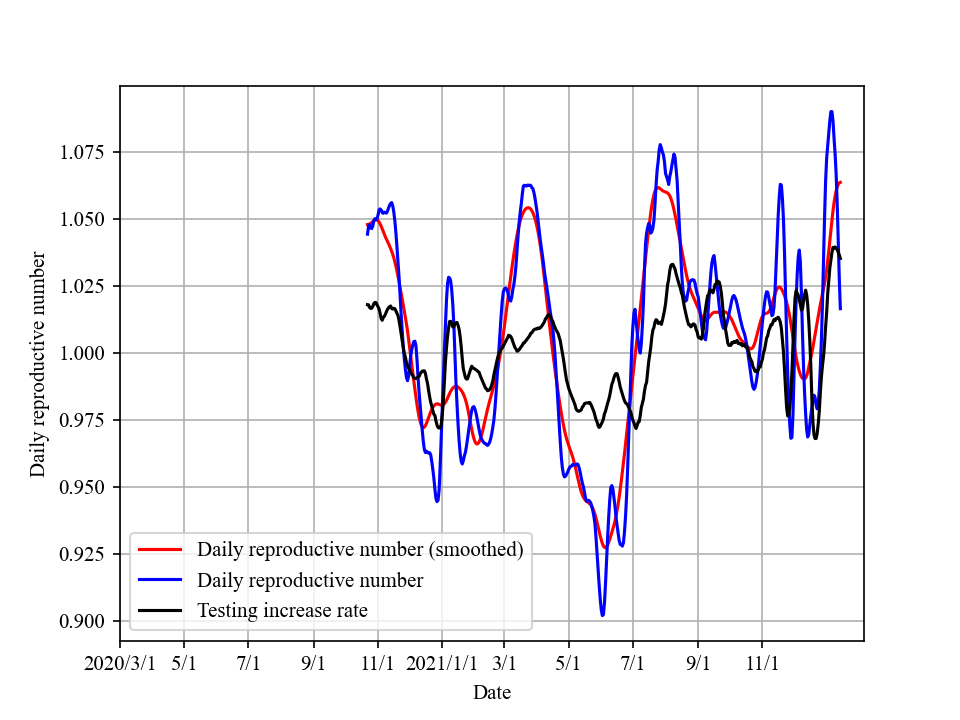 1.075
1.050
1.025
1.000
0.975
0.950
0.925
0.900
Daily reproductive number
Daily reproductive number (smoothed)
Daily reproductive number
Testing increase rate
2020/3/1 5/1 7/1 9/1 11/1 2021/1/1 3/1 5/1 7/1 9/1 11/1
Date